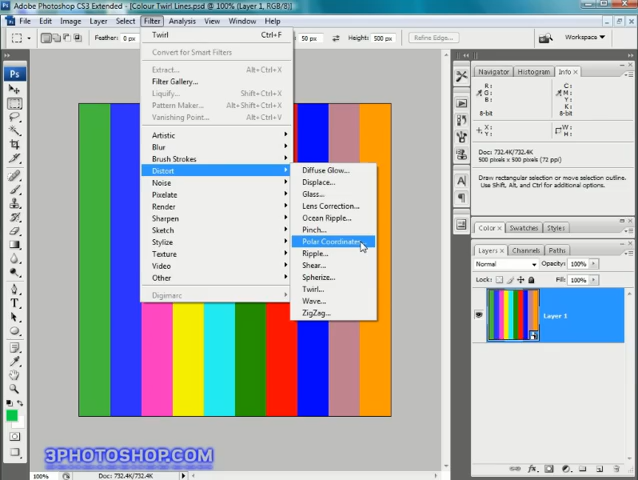 Adobe Photoshop CS3 Extended - [Colour Twirl Lines.psd @ 100% (Layer 1, RGB/8)]
File Edit Image Layer Select Filter Analysis View Window Help
Feather: 0 px
50 px Height: 500 px Refine Edge... Workspace
Twirl Ctrl+F
Convert for Smart Filters
Extract... Alt+Ctrl+X
Filter Gallery...
Liquify... Shift+Ctrl+X
Pattern Maker... Alt+Shift+Ctrl+X
Vanishing Point... Alt+Ctrl+V
Artistic
Blur
Brush Strokes
Distort
Noise
Pixelate
Render
Sharpen
Sketch
Stylize
Texture
Video
Other
Digimarc
Diffuse Glow...
Displace...
Glass...
Lens Correction...
Ocean Ripple...
Pinch...
Polar Coordinates...
Ripple...
Shear...
Spherize...
Twirl...
Wave...
ZigZag...
Ps
Navigator Histogram Info
R: C:
G: M:
B: Y:
K:
8-bit 8-bit
X: W:
Y: H:
Doc: 732.4K/732.4K
500 pixels x 500 pixels (72 ppi)
Draw rectangular selection or move selection outline. Use Shift, Alt, and Ctrl for additional options.
Color Swatches Styles
Layers Channels Paths
Normal Opacity: 100%
Lock: Fill: 100%
Layer 1
3PHOTOSHOP.COM
100% Doc: 732.4K/732.4K